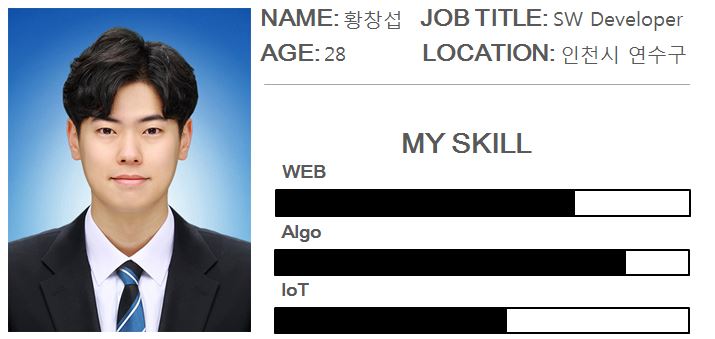 NAME: 황창섭 JOB TITLE: SW Developer
AGE: 28 LOCATION: 인천시 연수구
MY SKILL
WEB
Algo
IoT